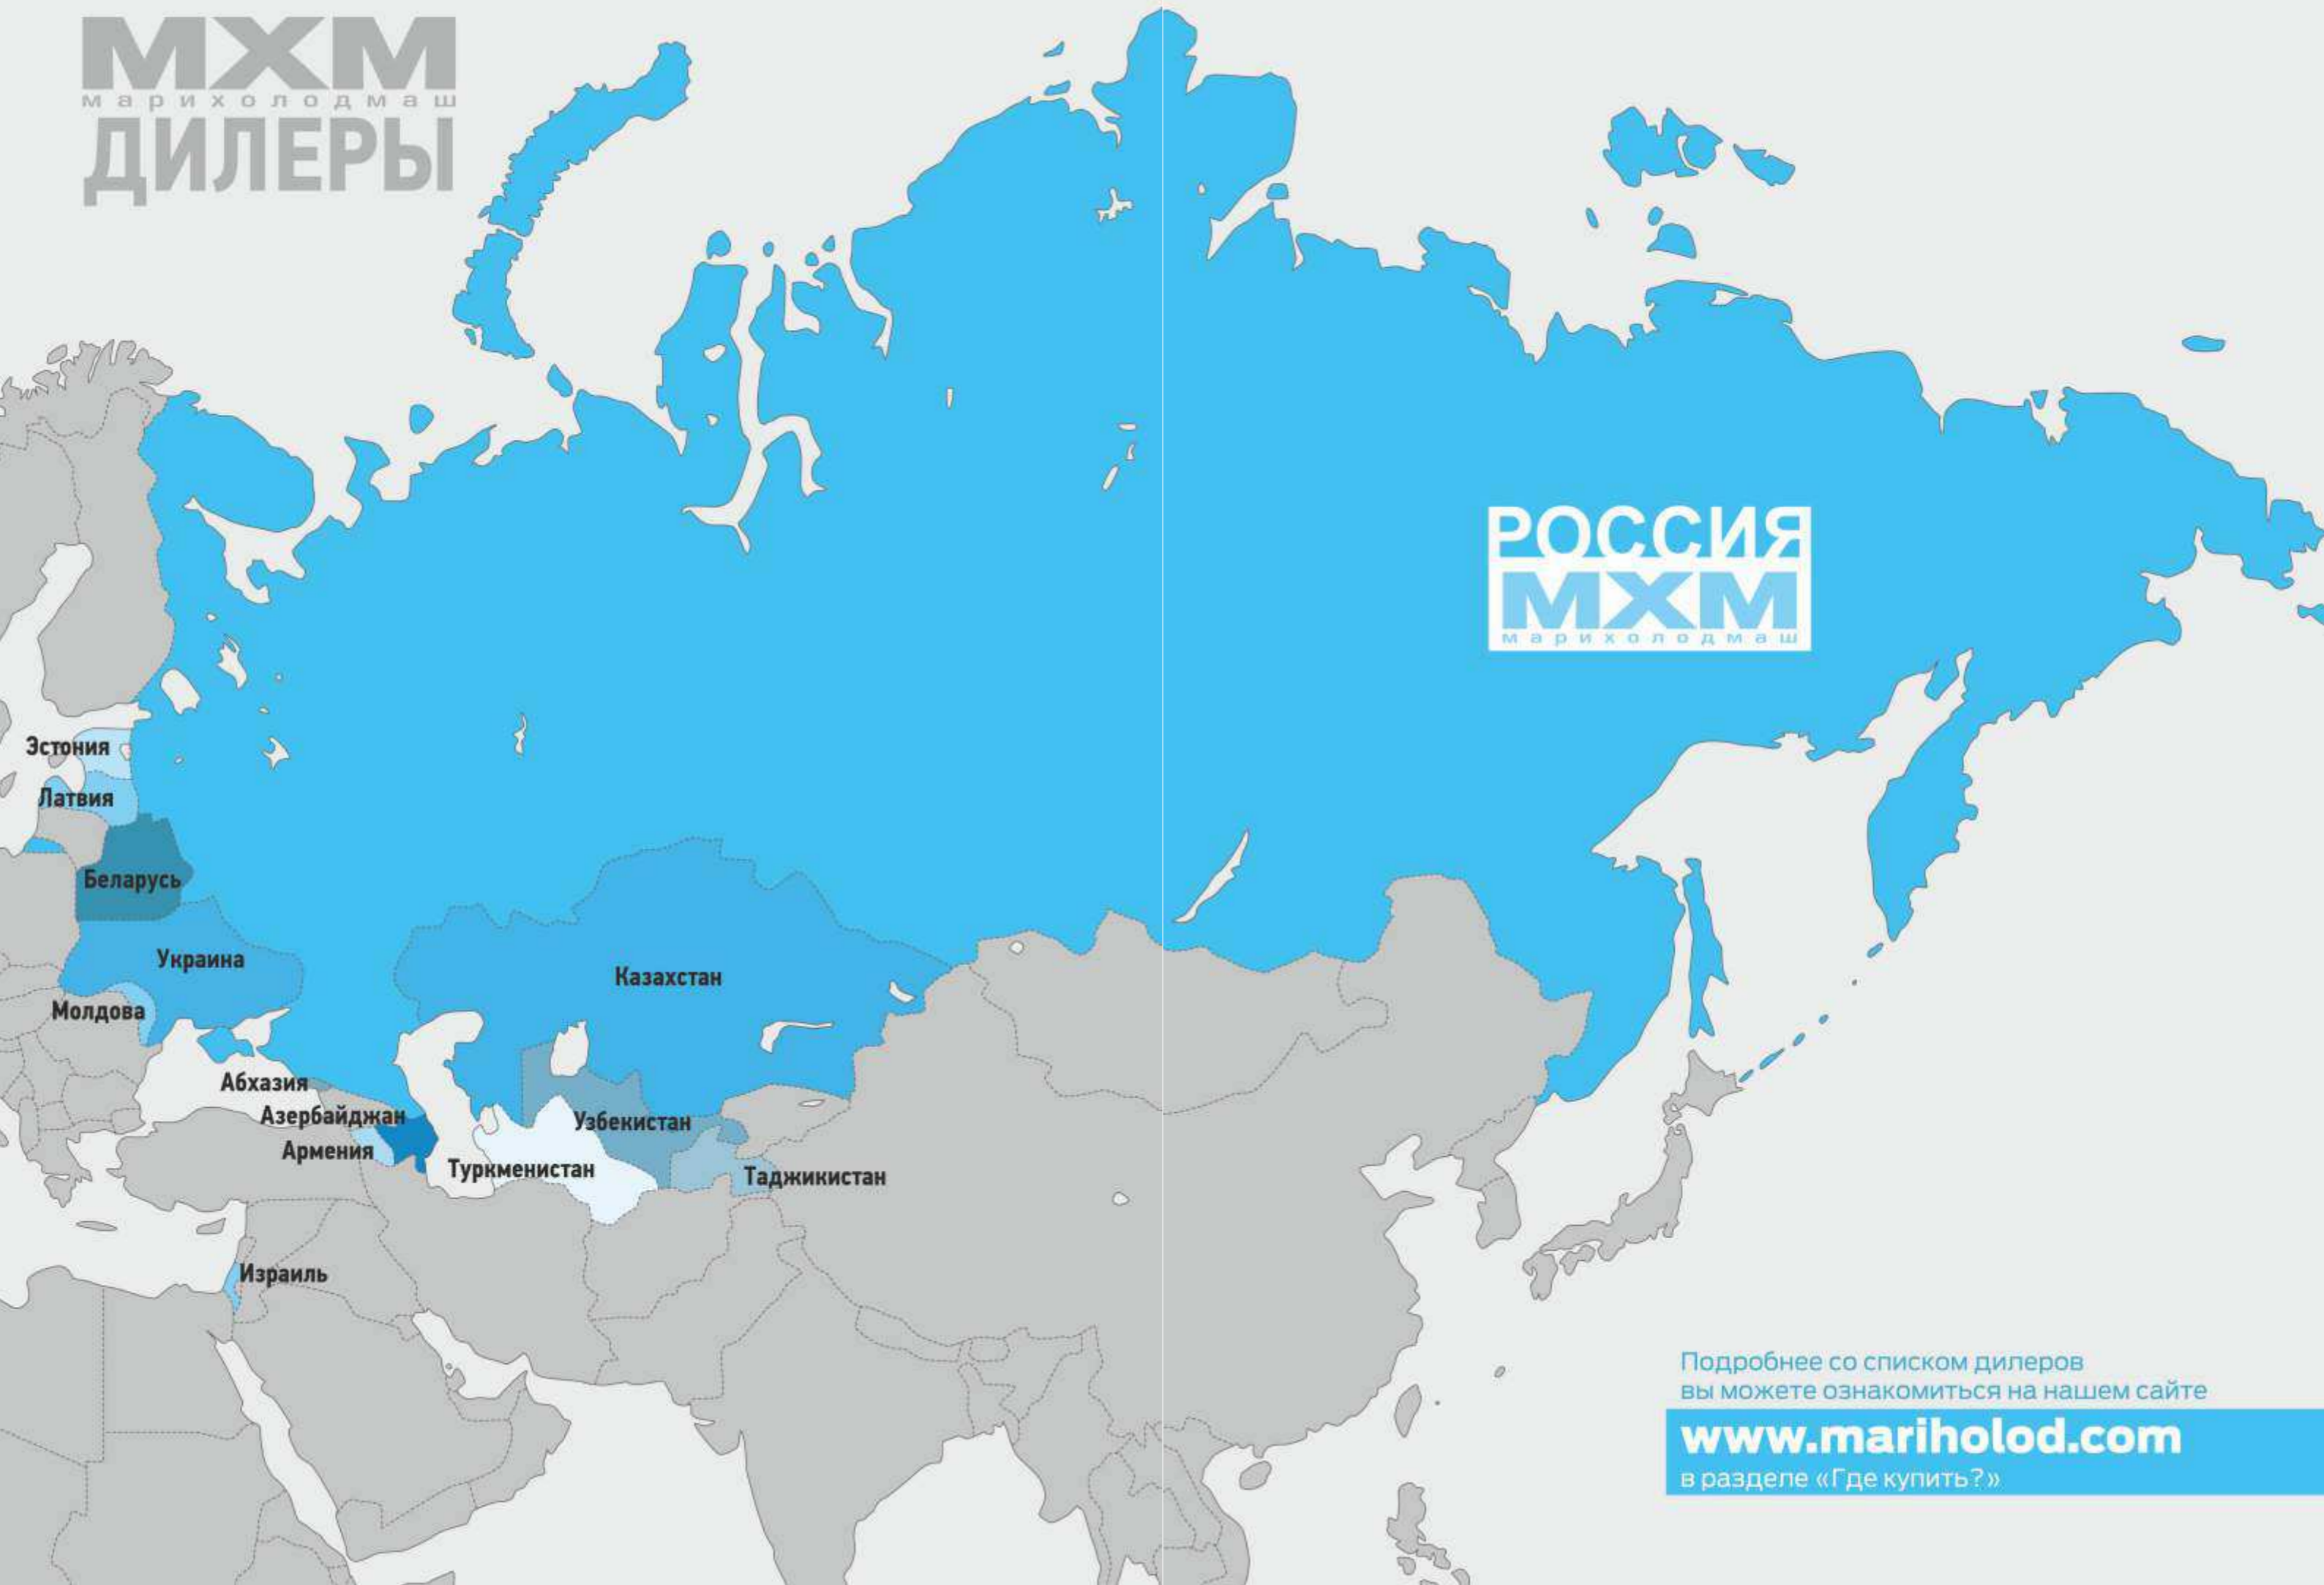 МХМ
марихолодмаш
ДИЛЕРЫ
РОССИЯ
МХМ
марихолодмаш
Эстония
Латвия
Беларусь
Украина
Казахстан
Молдова
Абхазия
Азербайджан
Узбекистан
Армения
Туркменистан
Таджикистан
Израиль
Подробнее со списком дилеров
вы можете ознакомиться на нашем сайте
www.mariholod.com
в разделе «Где купить?»